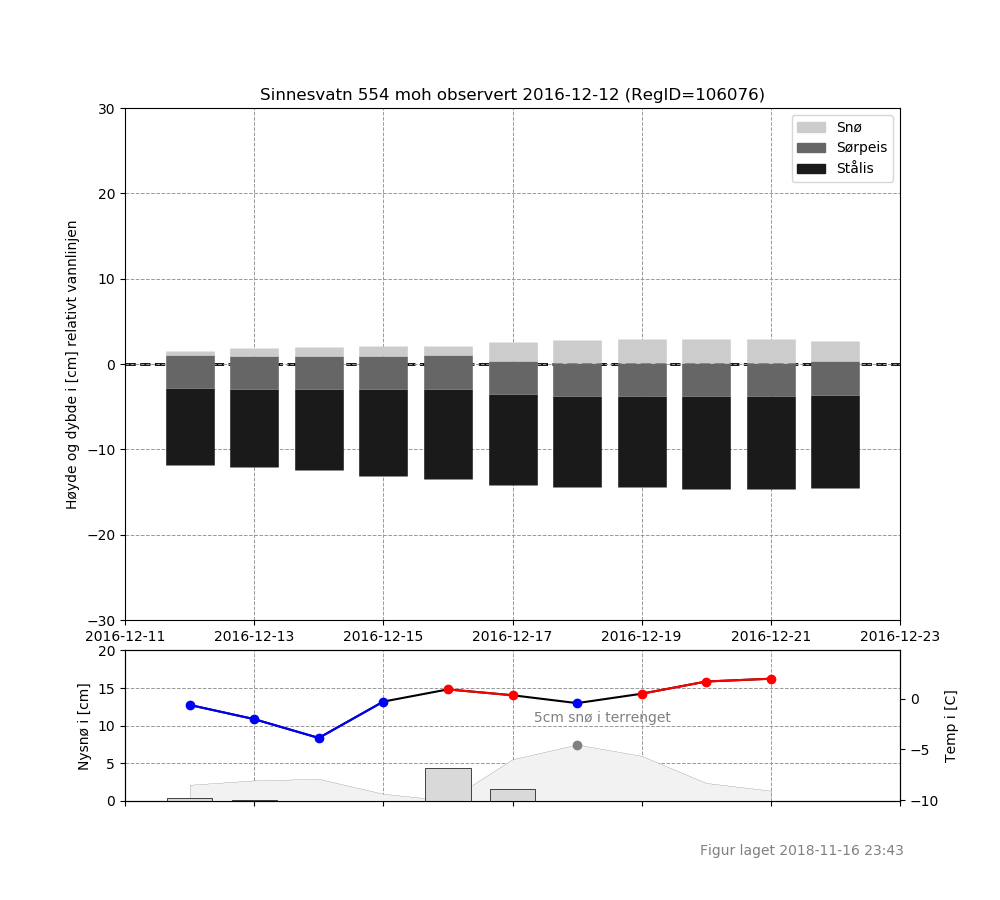 Sinnesvatn 554 moh observert 2016-12-12 (RegID=106076)
Høyde og dybde i [cm] relativt vannlinjen
30
20
10
0
−10
−20
−30
Snø
Sørpeis
Stålis
2016-12-11 2016-12-13 2016-12-15 2016-12-17 2016-12-19 2016-12-21 2016-12-23
Nysnø i [cm]
20
15
10
5
0
5cm snø i terrenget
0
−5
−10
Temp i [C]
Figur laget 2018-11-16 23:43